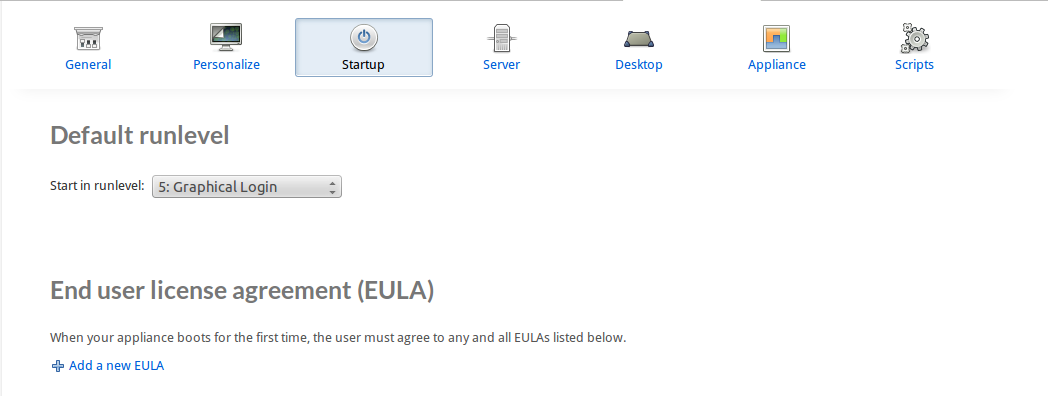 General
Personalize
Startup
Server
Desktop
Appliance
Scripts
Default runlevel
Start in runlevel: 5: Graphical Login
End user license agreement (EULA)
When your appliance boots for the first time, the user must agree to any and all EULAs listed below.
Add a new EULA